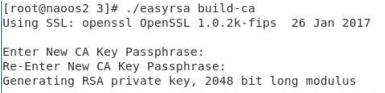 [root@naoos2 3]# ./easyrsa build-ca
Using SSL: openssl OpenSSL 1.0.2k-fips  26 Jan 2017

Enter New CA Key Passphrase:
Re-Enter New CA Key Passphrase:
Generating RSA private key, 2048 bit long modulus